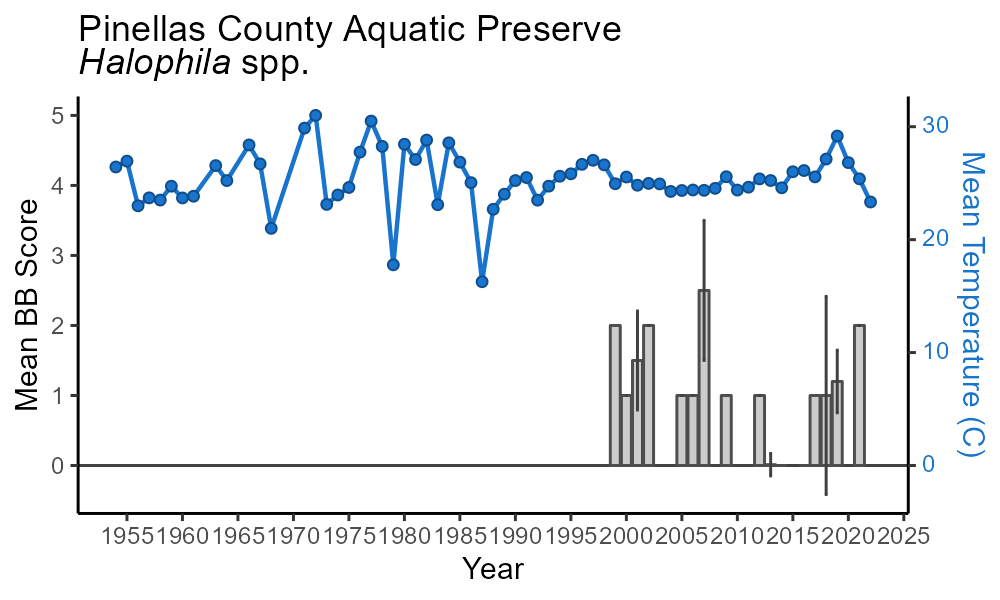 Pinellas County Aquatic Preserve
Halophila spp.
5
4
3
2
1
0
Mean BB Score
30
20
10
0
Mean Temperature (C)
1955 1960 1965 1970 1975 1980 1985 1990 1995 2000 2005 2010 2015 2020 2025
Year